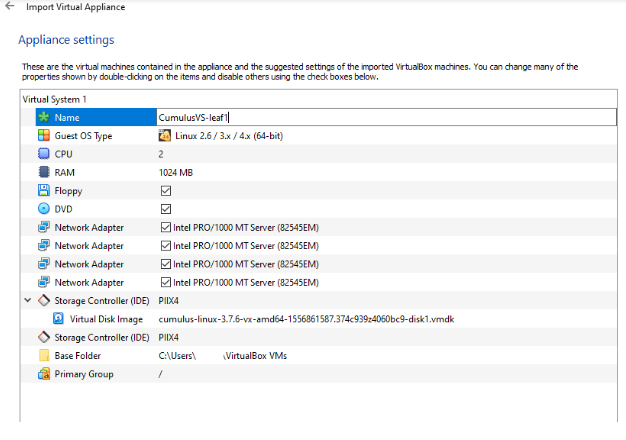 Import Virtual Appliance
Appliance settings
These are the virtual machines contained in the appliance and the suggested settings of the imported VirtualBox machines. You can change many of the
properties shown by double-clicking on the items and disable others using the check boxes below.
Virtual System 1
Name CumulusVS-leaf1
Guest OS Type Linux 2.6 / 3.x / 4.x (64-bit)
CPU 2
RAM 1024 MB
Floppy
DVD
Network Adapter Intel PRO/1000 MT Server (82545EM)
Network Adapter Intel PRO/1000 MT Server (82545EM)
Network Adapter Intel PRO/1000 MT Server (82545EM)
Network Adapter Intel PRO/1000 MT Server (82545EM)
Storage Controller (IDE) PIIX4
Virtual Disk Image cumulus-linux-3.7.6-vx-amd64-1556861587.374c939z4060bc9-disk1.vmdk
Storage Controller (IDE) PIIX4
Base Folder C:\Users\ \VirtualBox VMs
Primary Group /